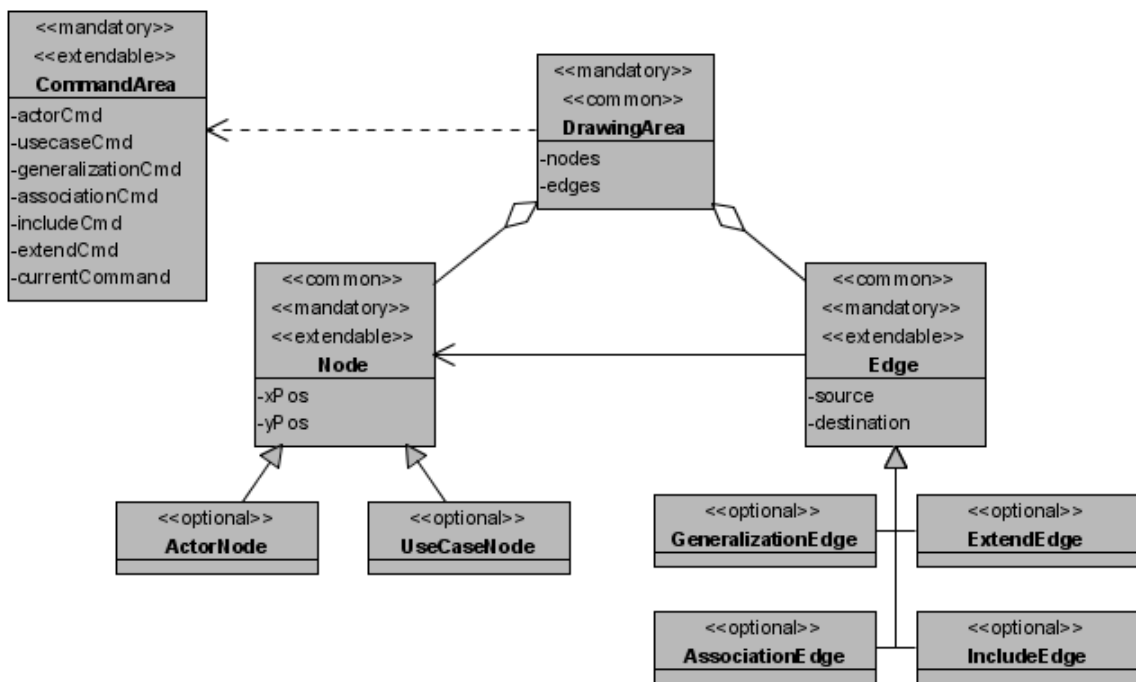 <<mandatory>>
<<extendable>>
CommandArea
-actorCmd
-usecaseCmd
-generalizationCmd
-associationCmd
-includeCmd
-extendCmd
-currentCommand
<<mandatory>>
<<common>>
DrawingArea
-nodes
-edges
<<common>>
<<mandatory>>
<<extendable>>
Node
-xPos
-yPos
<<common>>
<<mandatory>>
<<extendable>>
Edge
-source
-destination
<<optional>>
ActorNode
<<optional>>
UseCaseNode
<<optional>>
GeneralizationEdge
<<optional>>
ExtendEdge
<<optional>>
AssociationEdge
<<optional>>
IncludeEdge